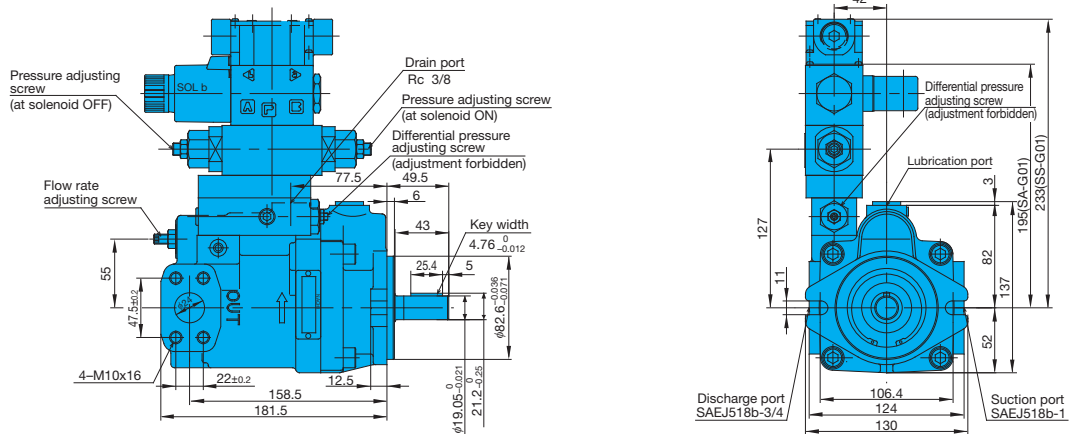 SOL b
A
P
B
Pressure adjusting
screw
(at solenoid OFF)
Drain port
Rc 3/8
Pressure adjusting screw
(at solenoid ON)
Differential pressure
adjusting screw
(adjustment forbidden)
77.5
49.5
6
43
Flow rate
adjusting screw
Key width
4.76 0 -0.012
25.4
5
55
47.5±0.2
OUT
4–M10x16
22±0.2
12.5
158.5
181.5
ϕ82.6 -0.036 -0.071
ϕ19.05 0 -0.021
21.2 0 -0.25
42
Differential pressure
adjusting screw
(adjustment forbidden)
Lubrication port
3
195(SA-G01)
233(SS-G01)
127
11
82
137
52
Discharge port
SAEJ518b-3/4
Suction port
SAEJ518b-1
106.4
124
130